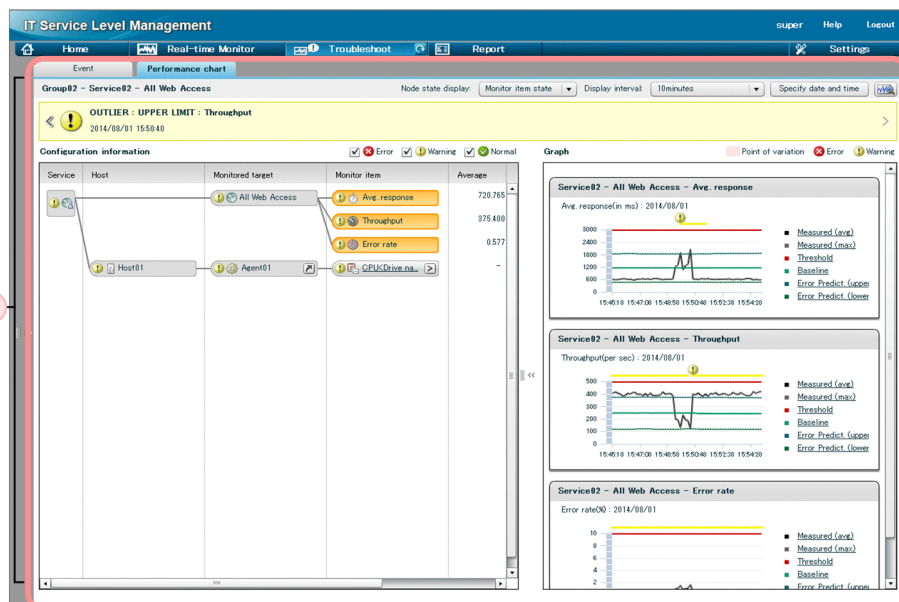 IT Service Level Management
super Help Logout
Home Real-time Monitor Troubleshoot Report Settings
Event Performance chart
Group02 - Service02 - All Web Access
Node state display: Monitor item state Display interval: 10minutes Specify date and time
OUTLIER : UPPER LIMIT : Throughput
2014/08/01 15:50:40
Configuration information Error Warning Normal
Service Host Monitored target Monitor item Average
All Web Access Avg. response 720.765
Throughput 375.400
Error rate 0.577
Host01 Agent01 CPU<Drive na... -
Graph Point of variation Error Warning
Service02 - All Web Access - Avg. response
Avg. response(in ms) : 2014/08/01
3000
2400
1800
1200
600
0
15:45:18 15:47:08 15:48:58 15:50:48 15:52:38 15:54:28
Measured (avg)
Measured (max)
Threshold
Baseline
Error Predict. (upper
Error Predict. (lower
Service02 - All Web Access - Throughput
Throughput(per sec) : 2014/08/01
500
400
300
200
100
0
15:45:18 15:47:08 15:48:58 15:50:48 15:52:38 15:54:28
Measured (avg)
Measured (max)
Threshold
Baseline
Error Predict. (upper
Error Predict. (lower
Service02 - All Web Access - Error rate
Error rate(%) : 2014/08/01
10
8
6
4
2
Measured (avg)
Measured (max)
Threshold
Baseline
Error Predict. (upper